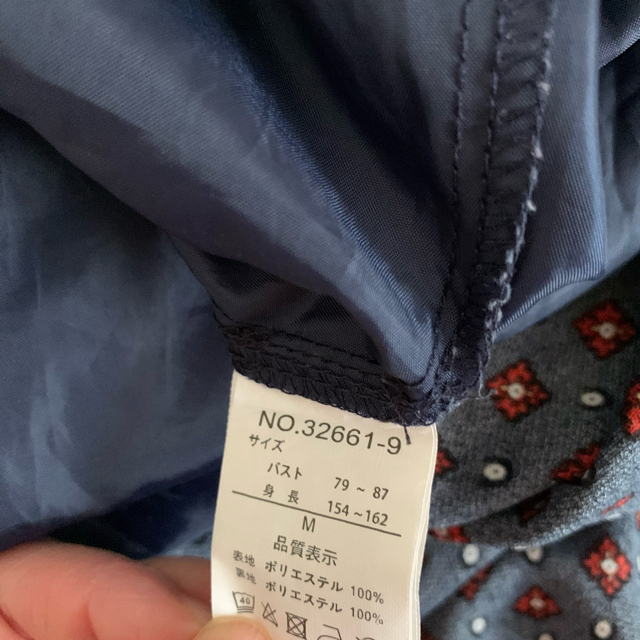 NO.32661-9
サイズ
バスト 79 ~ 87
身 長 154~162
M
品質表示
表地 ポリエステル 100%
裏地 ポリエステル 100%
40